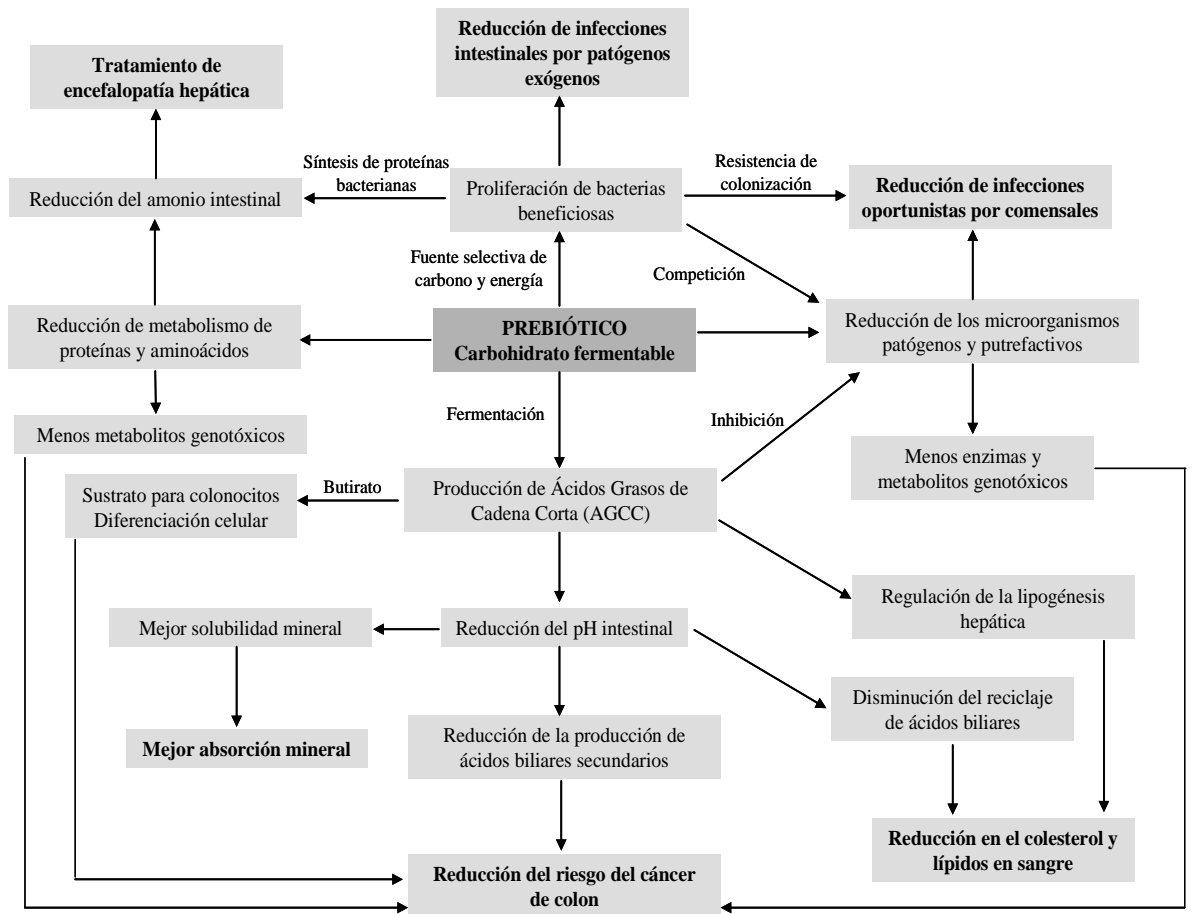 Reducción de infecciones
intestinales por patógenos
exógenos
Tratamiento de
encefalopatía hepática
Síntesis de proteínas
bacterianas
Resistencia de
colonización
Reducción del amonio intestinal
Proliferación de bacterias
beneficiosas
Reducción de infecciones
oportunistas por comensales
Fuente selectiva de
carbono y energía
Competición
Reducción de metabolismo de
proteínas y aminoácidos
PREBIÓTICO
Carbohidrato fermentable
Reducción de los microorganismos
patógenos y putrefactivos
Fermentación
Inhibición
Menos metabolitos genotóxicos
Menos enzimas y
metabolitos genotóxicos
Sustrato para colonocitos
Diferenciación celular
Butirato
Producción de Ácidos Grasos de
Cadena Corta (AGCC)
Regulación de la lipogénesis
hepática
Mejor solubilidad mineral
Reducción del pH intestinal
Disminución del reciclaje
de ácidos biliares
Mejor absorción mineral
Reducción de la producción de
ácidos biliares secundarios
Reducción en el colesterol y
lípidos en sangre
Reducción del riesgo del cáncer
de colon